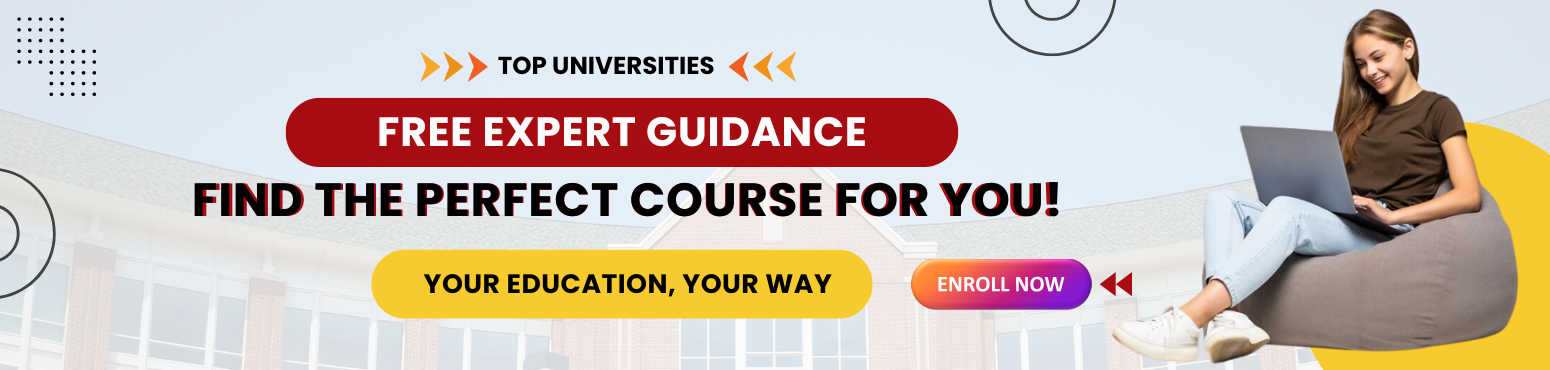 TOP UNIVERSITIES
FREE EXPERT GUIDANCE
FIND THE PERFECT COURSE FOR YOU!
YOUR EDUCATION, YOUR WAY
ENROLL NOW